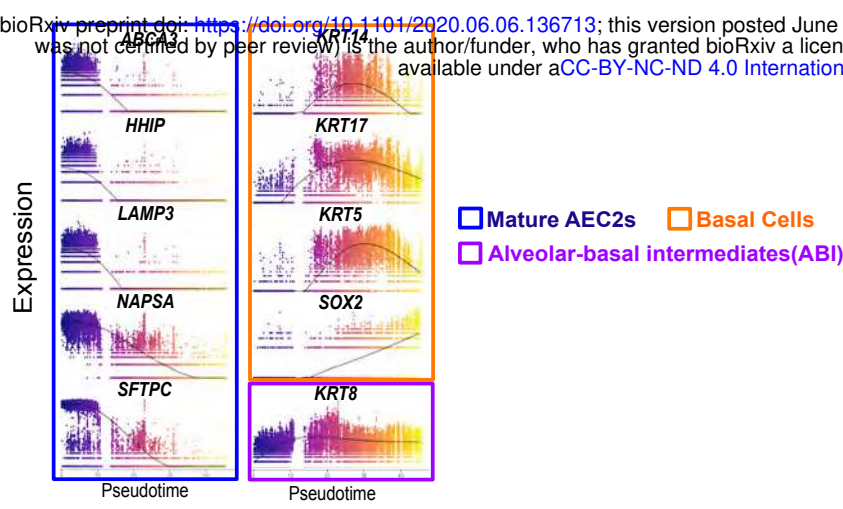 bioRxiv preprint doi: https://doi.org/10.1101/2020.06.06.136713; this version posted June
was not certified by peer review) is the author/funder, who has granted bioRxiv a licen
available under aCC-BY-NC-ND 4.0 Internation
ABCA3
KRT14
HHIP
KRT17
LAMP3
KRT5
NAPSA
SOX2
SFTPC
KRT8
Expression
Pseudotime
Pseudotime
Mature AEC2s
Basal Cells
Alveolar-basal intermediates(ABI)